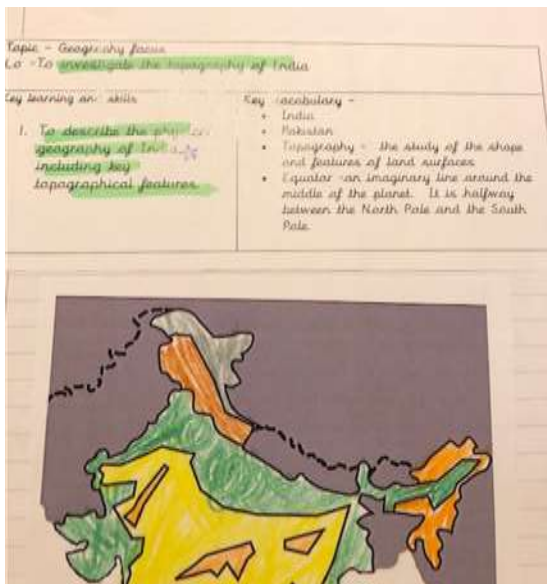 Topic - Geography focus
Lo - To investigate the topography of India
Key learning and skills
1. To describe the
geography of
including key
topographical features.
Key vocabulary -
• India
• Pakistan
• Topography - the study of the shape
and features of land surfaces
• Equator - an imaginary line around the
middle of the planet. It is halfway
between the North Pole and the South
Pole.